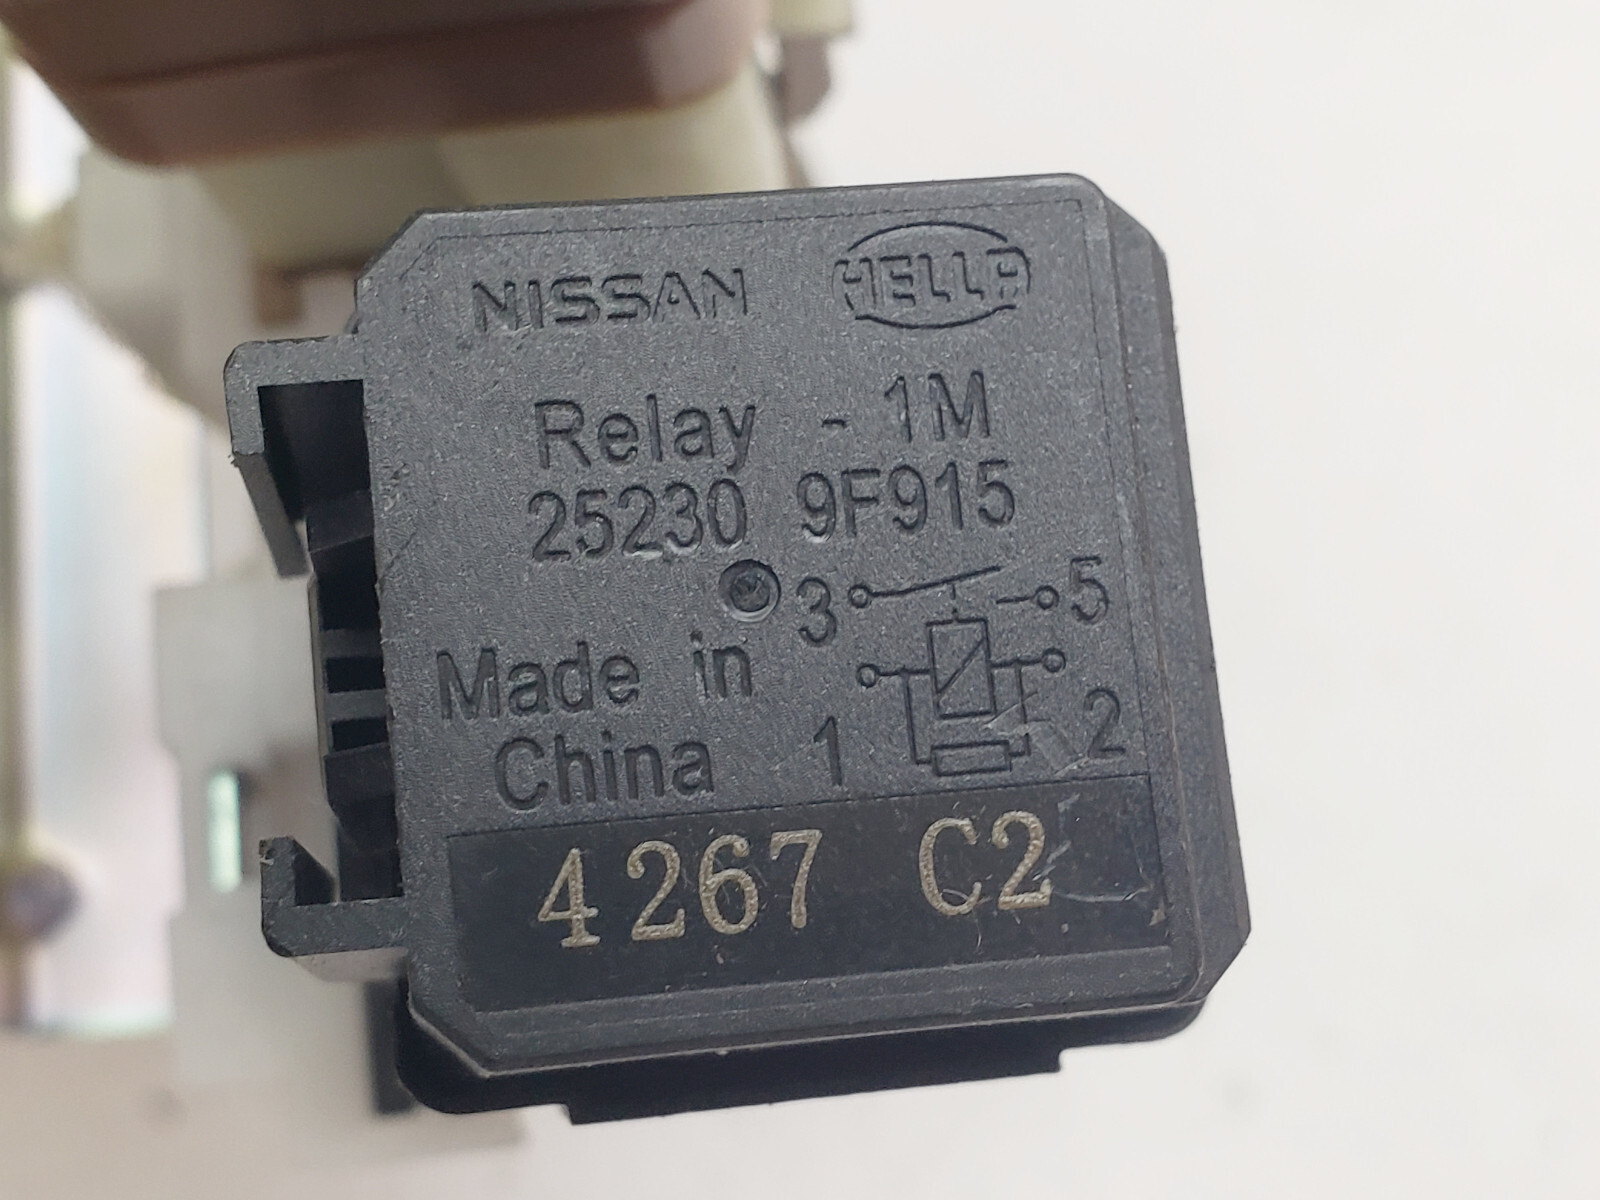 NISSAN HELLA
Relay - 1M
25230 9F915
3 5
Made in
1 2
China
4267 C2